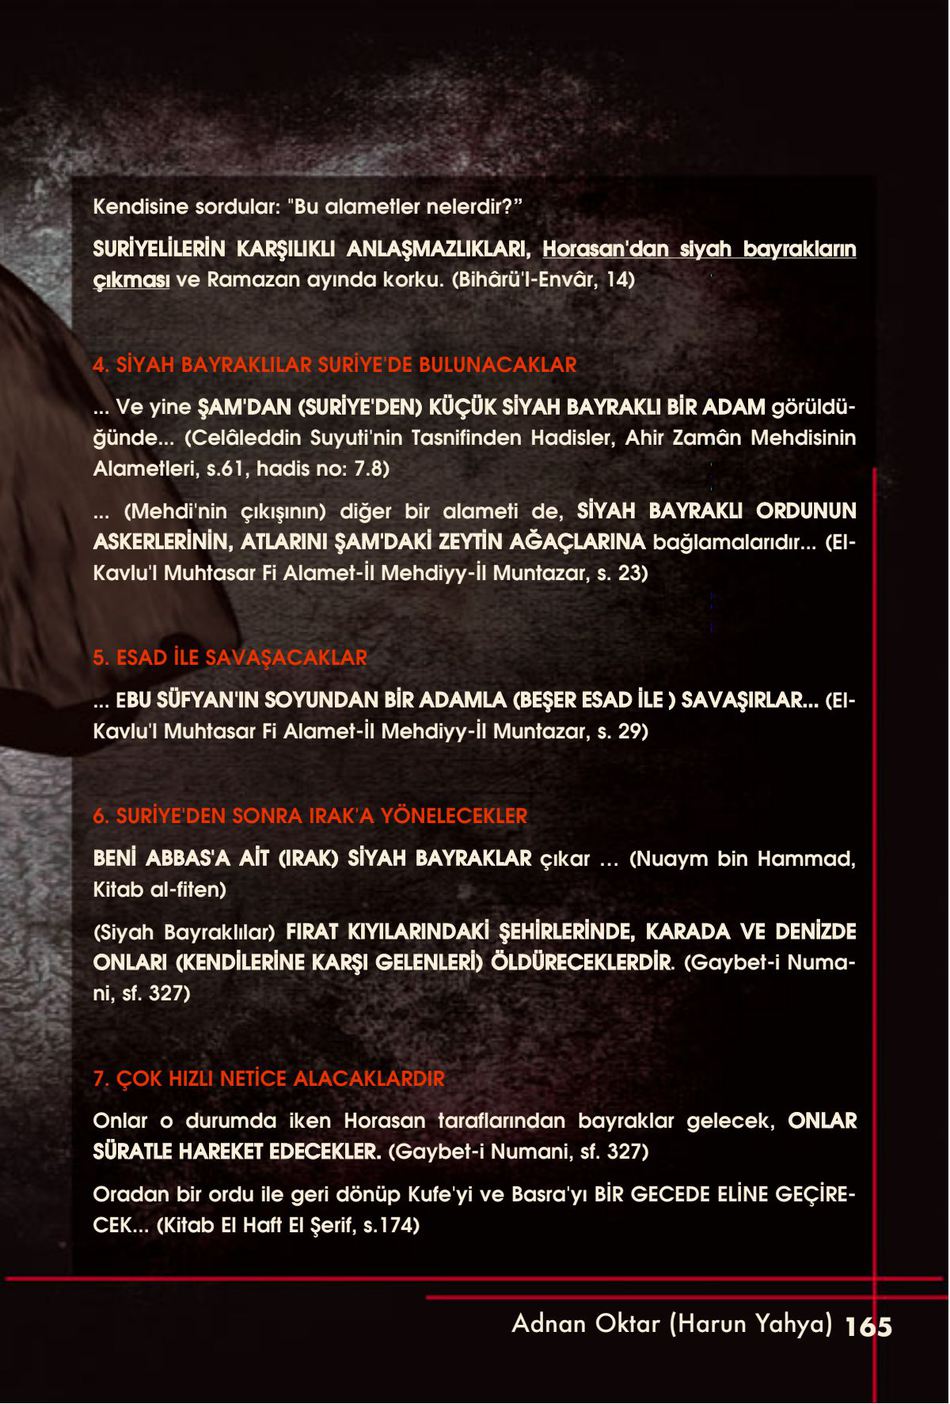 Kendisine sordular: "Bu alametler nelerdir?”
SURİYELİLERİN KARŞILIKLI ANLAŞMAZLIKLARI, Horasan'dan siyah bayrakların
çıkması ve Ramazan ayında korku. (Bihârü'l-Envâr, 14)
4. SİYAH BAYRAKLILAR SURİYE'DE BULUNACAKLAR
... Ve yine ŞAM'DAN (SURİYE'DEN) KÜÇÜK SİYAH BAYRAKLI BİR ADAM görüldü-
ğünde... (Celâleddin Suyuti'nin Tasnifinden Hadisler, Ahir Zamân Mehdisinin
Alametleri, s.61, hadis no: 7.8)
... (Mehdi'nin çıkışının) diğer bir alameti de, SİYAH BAYRAKLI ORDUNUN
ASKERLERİNİN, ATLARINI ŞAM'DAKİ ZEYTİN AĞAÇLARINA bağlamalarıdır... (El-
Kavlu'l Muhtasar Fi Alamet-İl Mehdiyy-İl Muntazar, s. 23)
5. ESAD İLE SAVAŞACAKLAR
... EBU SÜFYAN'IN SOYUNDAN BİR ADAMLA (BEŞER ESAD İLE ) SAVAŞIRLAR... (El-
Kavlu'l Muhtasar Fi Alamet-İl Mehdiyy-İl Muntazar, s. 29)
6. SURİYE'DEN SONRA IRAK'A YÖNELECEKLER
BENİ ABBAS'A AİT (IRAK) SİYAH BAYRAKLAR çıkar … (Nuaym bin Hammad,
Kitab al-fiten)
(Siyah Bayraklılar) FIRAT KIYILARINDAKİ ŞEHİRLERİNDE, KARADA VE DENİZDE
ONLARI (KENDİLERİNE KARŞI GELENLERİ) ÖLDÜRECEKLERDİR. (Gaybet-i Numa-
ni, sf. 327)
7. ÇOK HIZLI NETİCE ALACAKLARDIR
Onlar o durumda iken Horasan taraflarından bayraklar gelecek, ONLAR
SÜRATLE HAREKET EDECEKLER. (Gaybet-i Numani, sf. 327)
Oradan bir ordu ile geri dönüp Kufe'yi ve Basra'yı BİR GECEDE ELİNE GEÇİRE-
CEK... (Kitab El Haft El Şerif, s.174)
Adnan Oktar (Harun Yahya) 165